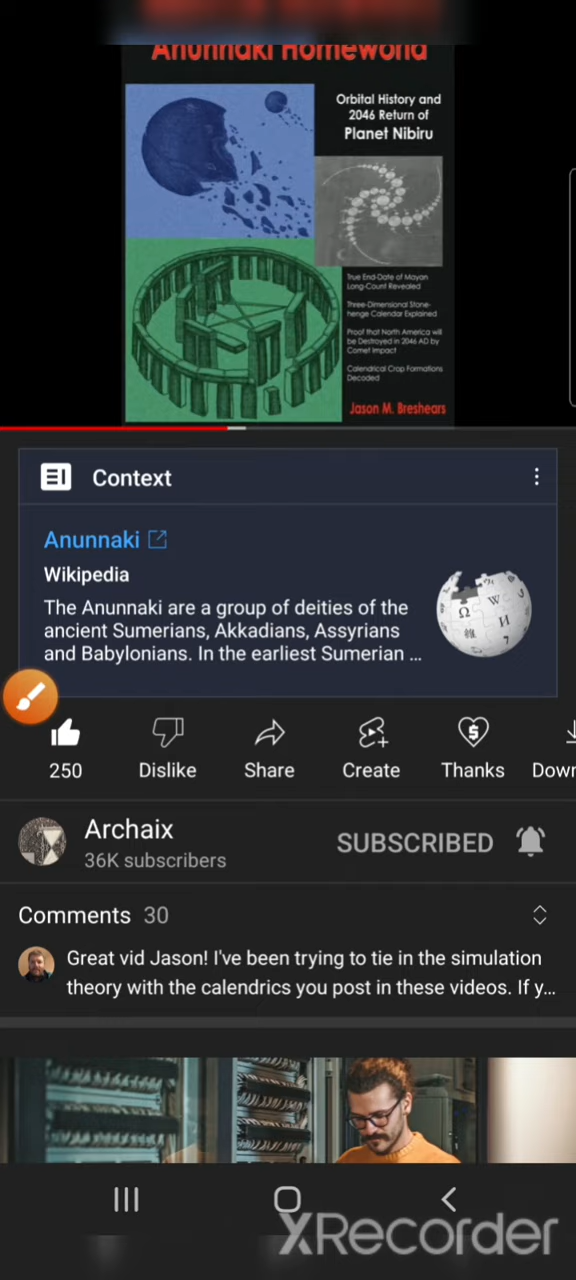 Anunnaki Homeworld
Orbital History and
2046 Return of
Planet Nibiru
True End-Date of Mayan
Long-Count Revealed
Three-Dimensional Stone-
henge Calendar Explained
Proof that North America will
be Destroyed in 2046 AD by
Comet Impact
Calendrical Crop Formations
Decoded
Jason M. Breshears
Context
Anunnaki
Wikipedia
The Anunnaki are a group of deities of the
ancient Sumerians, Akkadians, Assyrians
and Babylonians. In the earliest Sumerian ...
250
Dislike
Share
Create
Thanks
Down
Archaix
36K subscribers
SUBSCRIBED
Comments 30
Great vid Jason! I've been trying to tie in the simulation
theory with the calendrics you post in these videos. If y...
XRecorder